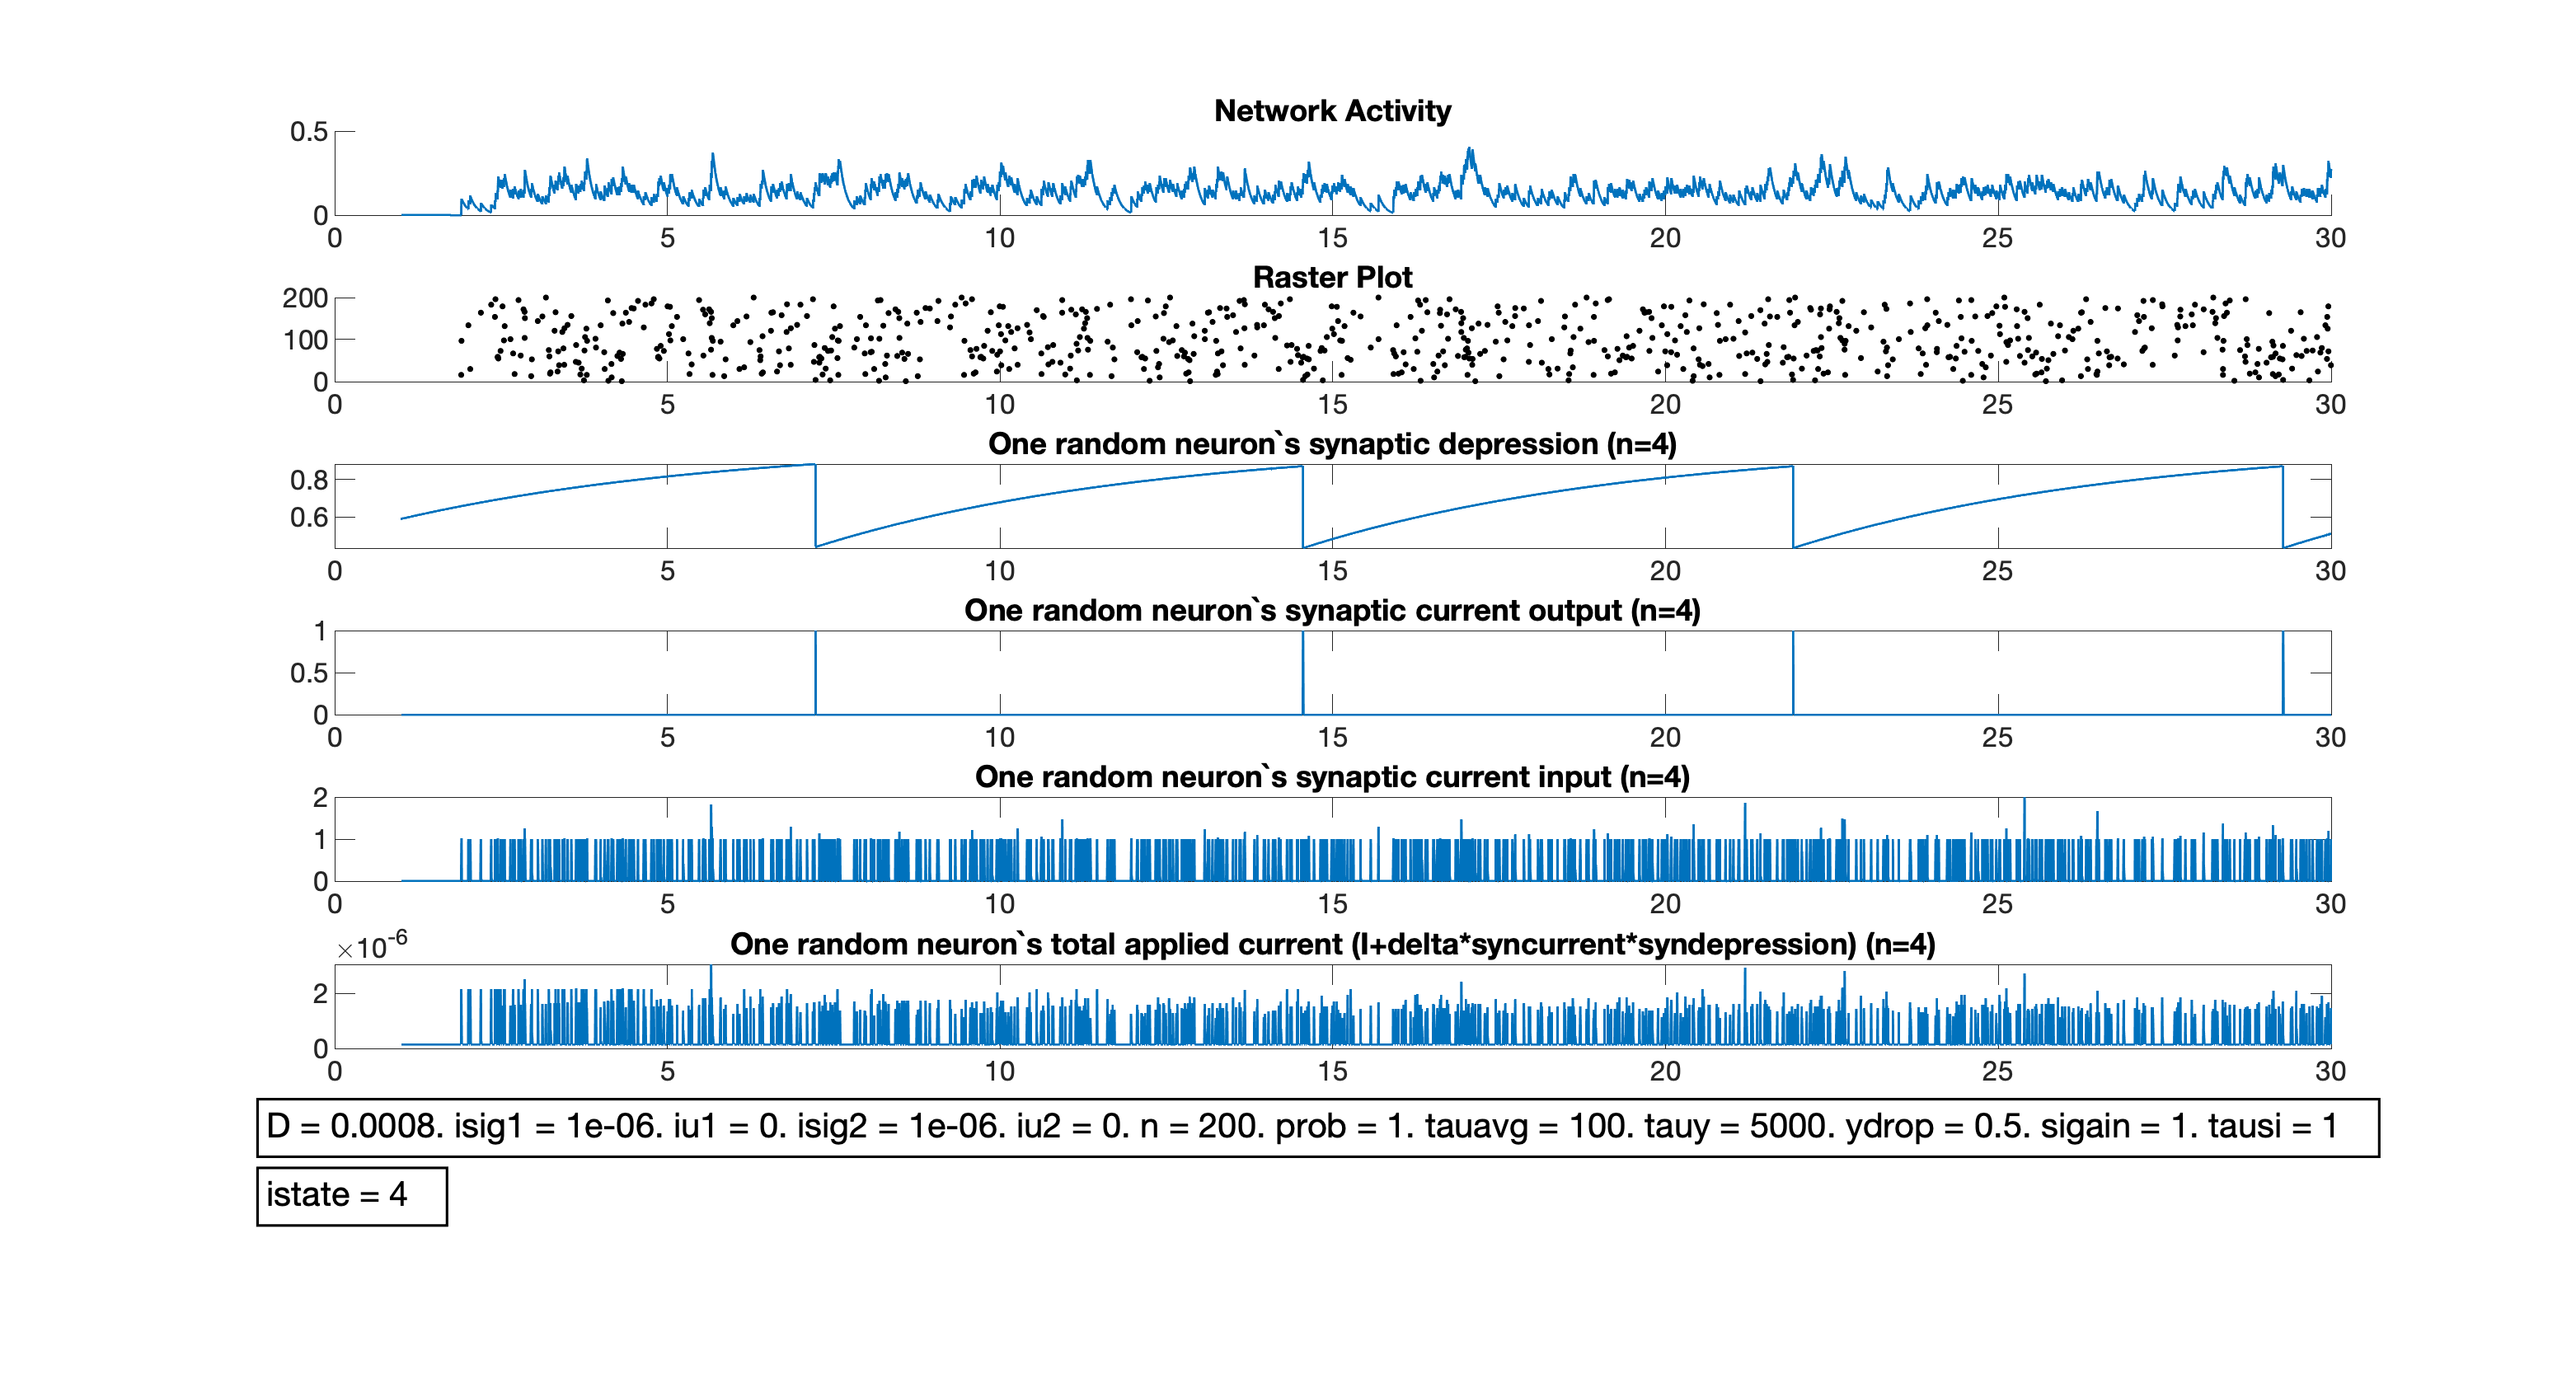 Network Activity
0.5
0
0 5 10 15 20 25 30
Raster Plot
200
100
0
0 5 10 15 20 25 30
One random neuron`s synaptic depression (n=4)
0.8
0.6
0 5 10 15 20 25 30
One random neuron`s synaptic current output (n=4)
1
0.5
0
0 5 10 15 20 25 30
One random neuron`s synaptic current input (n=4)
2
1
0
0 5 10 15 20 25 30
×10-6 One random neuron`s total applied current (I+delta*syncurrent*syndepression) (n=4)
2
0
0 5 10 15 20 25 30
D = 0.0008. isig1 = 1e-06. iu1 = 0. isig2 = 1e-06. iu2 = 0. n = 200. prob = 1. tauavg = 100. tauy = 5000. ydrop = 0.5. sigain = 1. tausi = 1
istate = 4